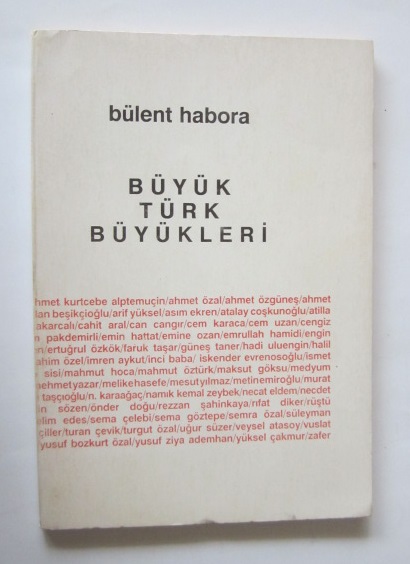 bülent habora
BÜYÜK
TÜRK
BÜYÜKLERİ
hmet kurtcebe alptemuçin/ahmet özal/ahmet özgüneş/ahmet
lan beşikçioğlu/arif yüksel/asım ekren/atalay coşkunoğlu/atilla
akarcalı/cahit aral/can cangır/cem karaca/cem uzan/cengiz
n pakdemirli/emin hattat/emine ozan/emrullah hamidi/engin
en/ertuğrul özkök/faruk taşar/güneş taner/hadi uluengin/halil
ahim özel/imren aykut/inci baba/ iskender evrenosoğlu/ismet
sisi/mahmut hoca/mahmut öztürk/maksut göksu/medyum
mehmetyazar/melikehasefe/mesutyılmaz/metinemiroğlu/murat
taşçıoğlu/n. karaağaç/namık kemal zeybek/necat eldem/necdet
in sözen/önder doğu/rezzan şahinkaya/rıfat diker/rüştü
elim edes/sema çelebi/sema göztepe/semra özal/süleyman
çiller/turan çevik/turgut özal/uğur süzer/veysel atasoy/vuslat
yusuf bozkurt özal/yusuf ziya ademhan/yüksel çakmur/zafer